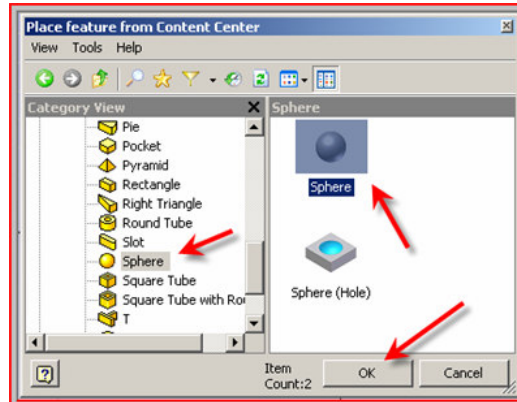 Place feature from Content Center
View Tools Help
Category View
Pie
Pocket
Pyramid
Rectangle
Right Triangle
Round Tube
Slot
Sphere
Square Tube
Square Tube with Rou
T
Sphere
Sphere
Sphere (Hole)
Item
Count:2
OK
Cancel